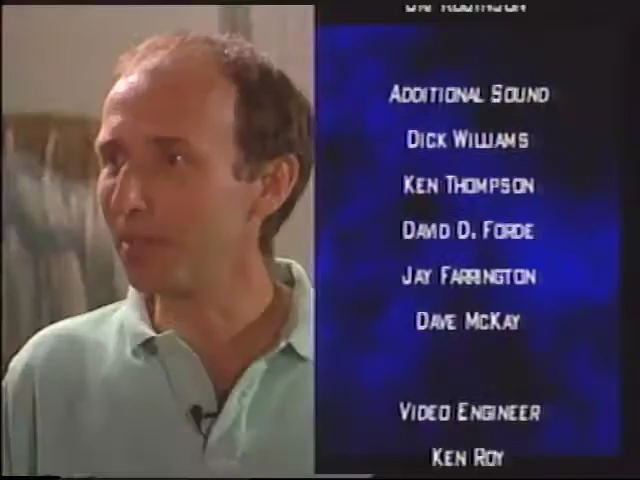 ADDITIONAL SOUND
DICK WILLIAMS
KEN THOMPSON
DAVID D. FORDE
JAY FARRINGTON
DAVE MCKAY
VIDEO ENGINEER
KEN ROY